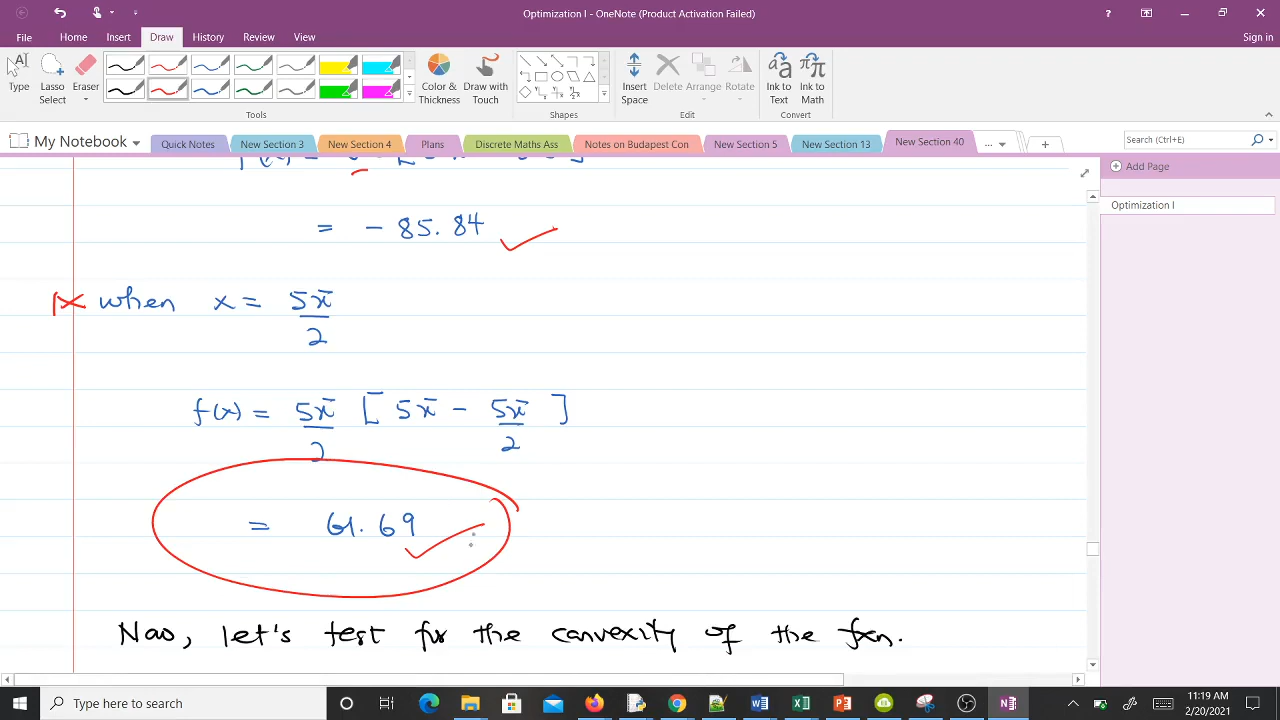 Optimization I - OneNote (Product Activation Failed)
File Home Insert Draw History Review View Sign in
Type Lasso Select Eraser Color & Thickness Draw with Touch Insert Space Delete Arrange Rotate Ink to Text Ink to Math
Tools Shapes Edit Convert
My Notebook Quick Notes New Section 3 New Section 4 Plans Discrete Maths Ass Notes on Budapest Con New Section 5 New Section 13 New Section 40 ... Search (Ctrl+E)
Add Page
Optimization I
= - 85.84
when x = 5π/2
f(x) = 5π/2 [ 5π - 5π/2 ]
= 61.69
Now, let's test for the convexity of the fxn.
Type here to search
11:19 AM
2/20/2021